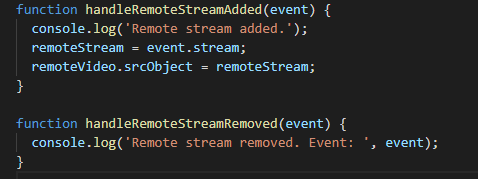 function handleRemoteStreamAdded(event) {
  console.log('Remote stream added.');
  remoteStream = event.stream;
  remoteVideo.srcObject = remoteStream;
}

function handleRemoteStreamRemoved(event) {
  console.log('Remote stream removed. Event: ', event);
}